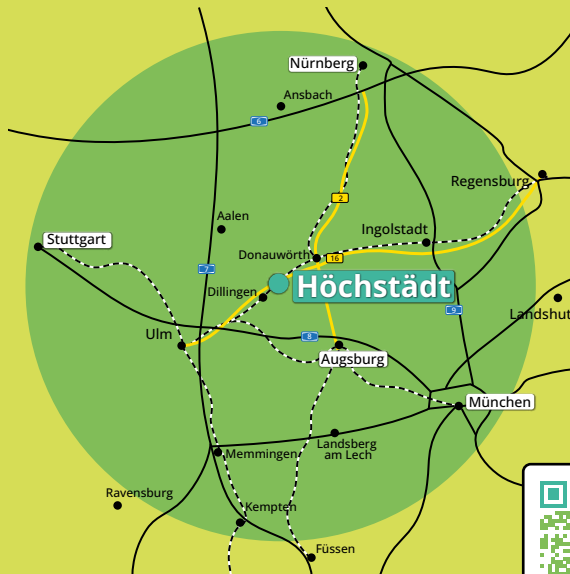 Nürnberg
Ansbach
6
2
Regensburg
Aalen
Ingolstadt
Stuttgart
Donauwörth
16
7
Dillingen
Höchstädt
9
Landshut
Ulm
8
Augsburg
München
Landsberg
am Lech
Memmingen
Ravensburg
Kempten
Füssen